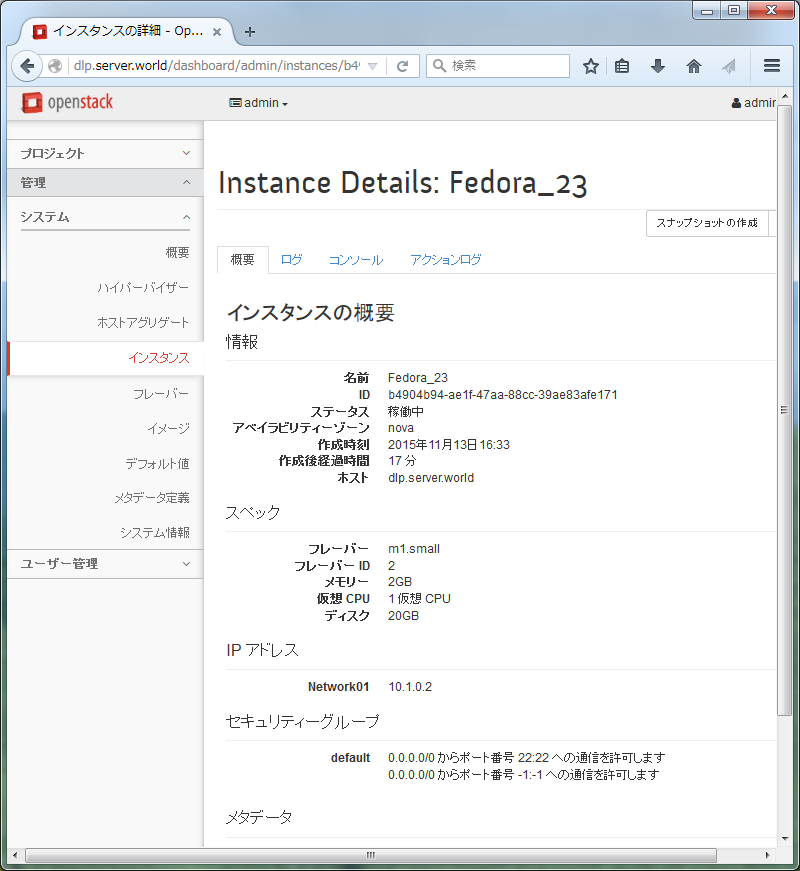 インスタンスの詳細 - Op...
dlp.server.world/dashboard/admin/instances/b4
検索
openstack
admin
admin
プロジェクト
管理
システム
概要
ハイパーバイザー
ホストアグリゲート
インスタンス
フレーバー
イメージ
デフォルト値
メタデータ定義
システム情報
ユーザー管理
Instance Details: Fedora_23
スナップショットの作成
概要 ログ コンソール アクションログ
インスタンスの概要
情報
名前 Fedora_23
ID b4904b94-ae1f-47aa-88cc-39ae83afe171
ステータス 稼働中
アベイラビリティーゾーン nova
作成時刻 2015年11月13日 16:33
作成後経過時間 17 分
ホスト dlp.server.world
スペック
フレーバー m1.small
フレーバー ID 2
メモリー 2GB
仮想 CPU 1 仮想 CPU
ディスク 20GB
IP アドレス
Network01 10.1.0.2
セキュリティーグループ
default 0.0.0.0/0 からポート番号 22:22 への通信を許可します
0.0.0.0/0 からポート番号 -1:-1 への通信を許可します
メタデータ